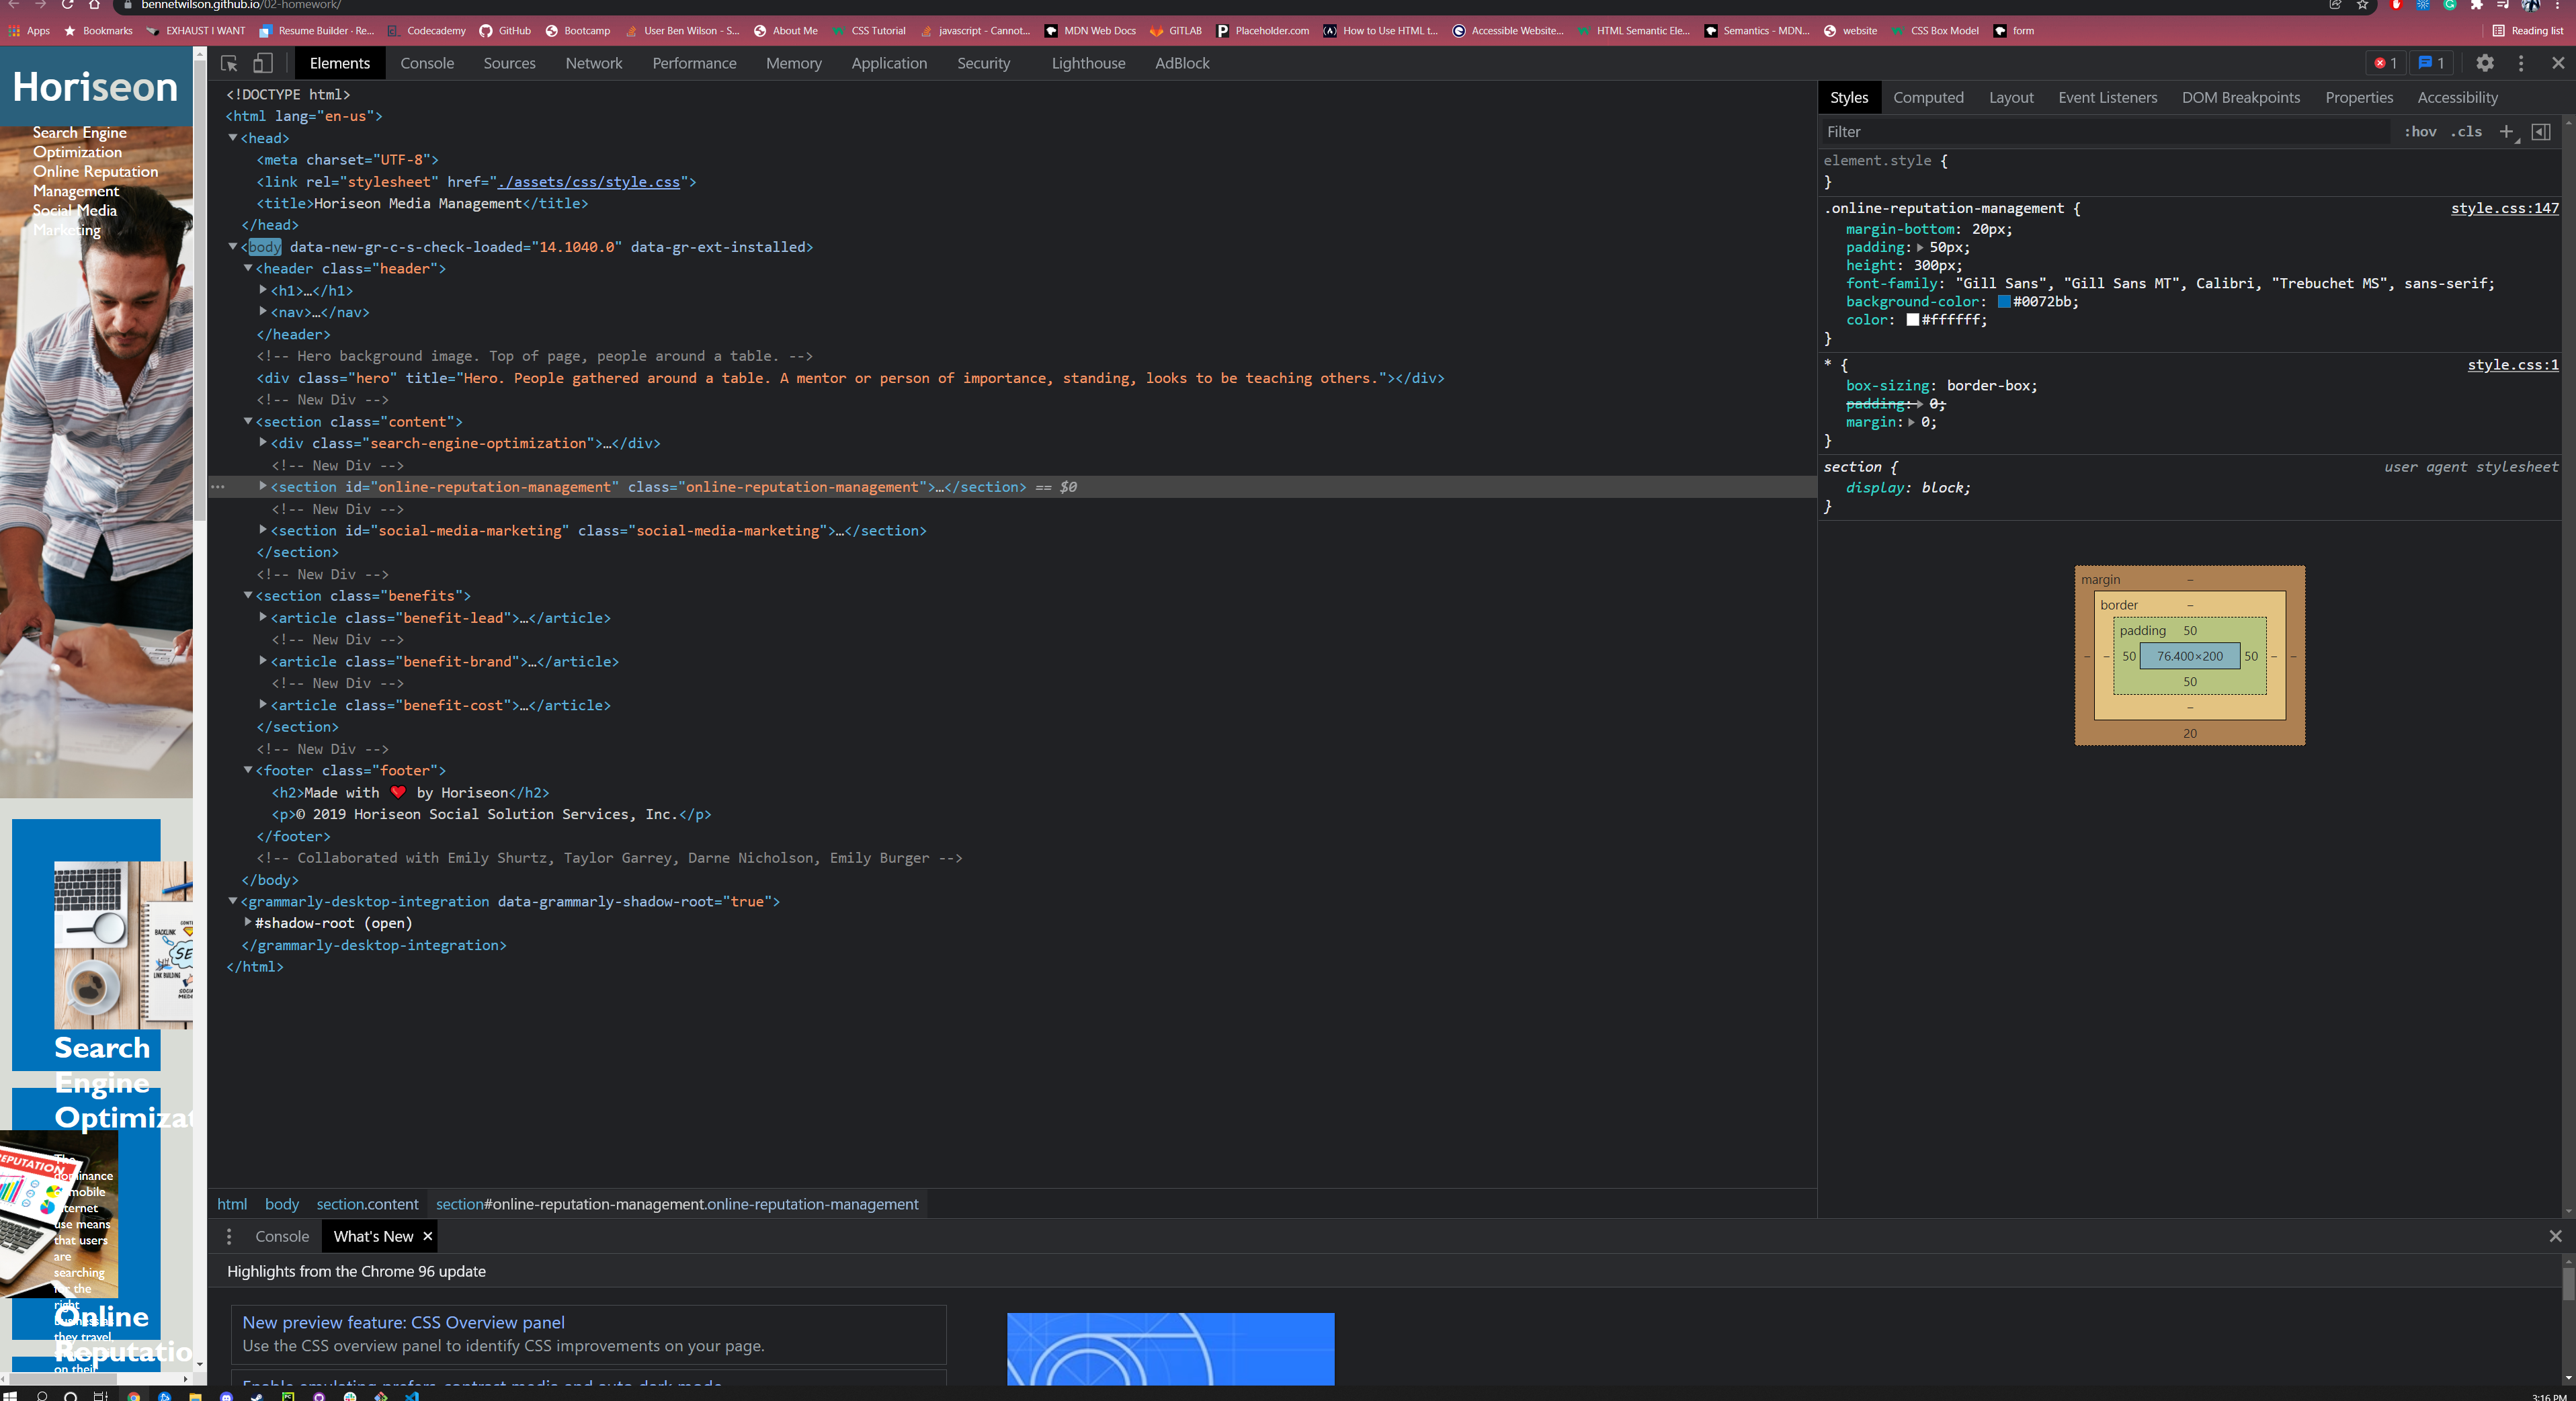 bennetwilson.github.io/02-homework/
Apps Bookmarks EXHAUST I WANT Resume Builder - Re... Codecademy GitHub Bootcamp User Ben Wilson - S... About Me CSS Tutorial javascript - Cannot... MDN Web Docs GITLAB Placeholder.com How to Use HTML t... Accessible Website... HTML Semantic Ele... Semantics - MDN... website CSS Box Model form Reading list
Horiseon
Search Engine
Optimization
Online Reputation
Management
Social Media
Marketing
Search
Engine
Optimizat
REPUTATION
The
dominance
of mobile
internet
use means
that users
are
searching
for the
right
business as
they travel
on their
Online
Reputatio
Elements Console Sources Network Performance Memory Application Security Lighthouse AdBlock 1 1
<!DOCTYPE html>
<html lang="en-us">
<head>
<meta charset="UTF-8">
<link rel="stylesheet" href="./assets/css/style.css">
<title>Horiseon Media Management</title>
</head>
<body data-new-gr-c-s-check-loaded="14.1040.0" data-gr-ext-installed>
<header class="header">
<h1>…</h1>
<nav>…</nav>
</header>
<!-- Hero background image. Top of page, people around a table. -->
<div class="hero" title="Hero. People gathered around a table. A mentor or person of importance, standing, looks to be teaching others."></div>
<!-- New Div -->
<section class="content">
<div class="search-engine-optimization">…</div>
<!-- New Div -->
<section id="online-reputation-management" class="online-reputation-management">…</section> == $0
<!-- New Div -->
<section id="social-media-marketing" class="social-media-marketing">…</section>
</section>
<!-- New Div -->
<section class="benefits">
<article class="benefit-lead">…</article>
<!-- New Div -->
<article class="benefit-brand">…</article>
<!-- New Div -->
<article class="benefit-cost">…</article>
</section>
<!-- New Div -->
<footer class="footer">
<h2>Made with ❤️ by Horiseon</h2>
<p>© 2019 Horiseon Social Solution Services, Inc.</p>
</footer>
<!-- Collaborated with Emily Shurtz, Taylor Garrey, Darne Nicholson, Emily Burger -->
</body>
<grammarly-desktop-integration data-grammarly-shadow-root="true">
#shadow-root (open)
</grammarly-desktop-integration>
</html>
html body section.content section#online-reputation-management.online-reputation-management
Styles Computed Layout Event Listeners DOM Breakpoints Properties Accessibility
Filter :hov .cls
element.style {
}
.online-reputation-management { style.css:147
margin-bottom: 20px;
padding: 50px;
height: 300px;
font-family: "Gill Sans", "Gill Sans MT", Calibri, "Trebuchet MS", sans-serif;
background-color: #0072bb;
color: #ffffff;
}
* { style.css:1
box-sizing: border-box;
padding: 0;
margin: 0;
}
section { user agent stylesheet
display: block;
}
margin –
border –
padding 50
– – 50 76.400×200 50 – –
50
–
20
Console What's New
Highlights from the Chrome 96 update
New preview feature: CSS Overview panel
Use the CSS overview panel to identify CSS improvements on your page.
3:16 PM